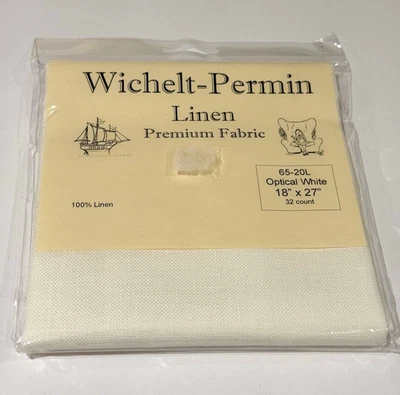 Wichelt-Permin
Linen
Premium Fabric
65-20L
Optical White
18" x 27"
32 count
100% Linen